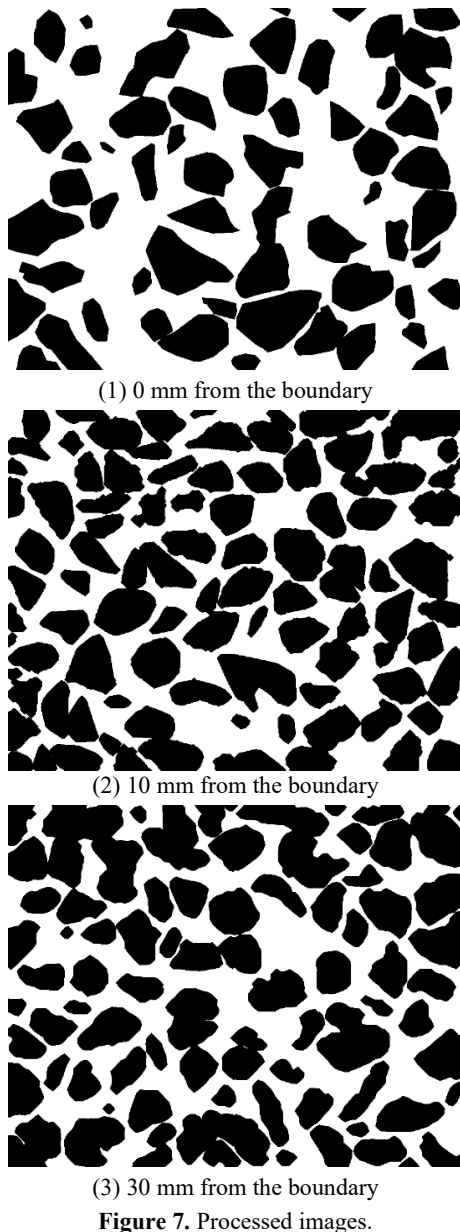 (1) 0 mm from the boundary
(2) 10 mm from the boundary
(3) 30 mm from the boundary
Figure 7. Processed images.